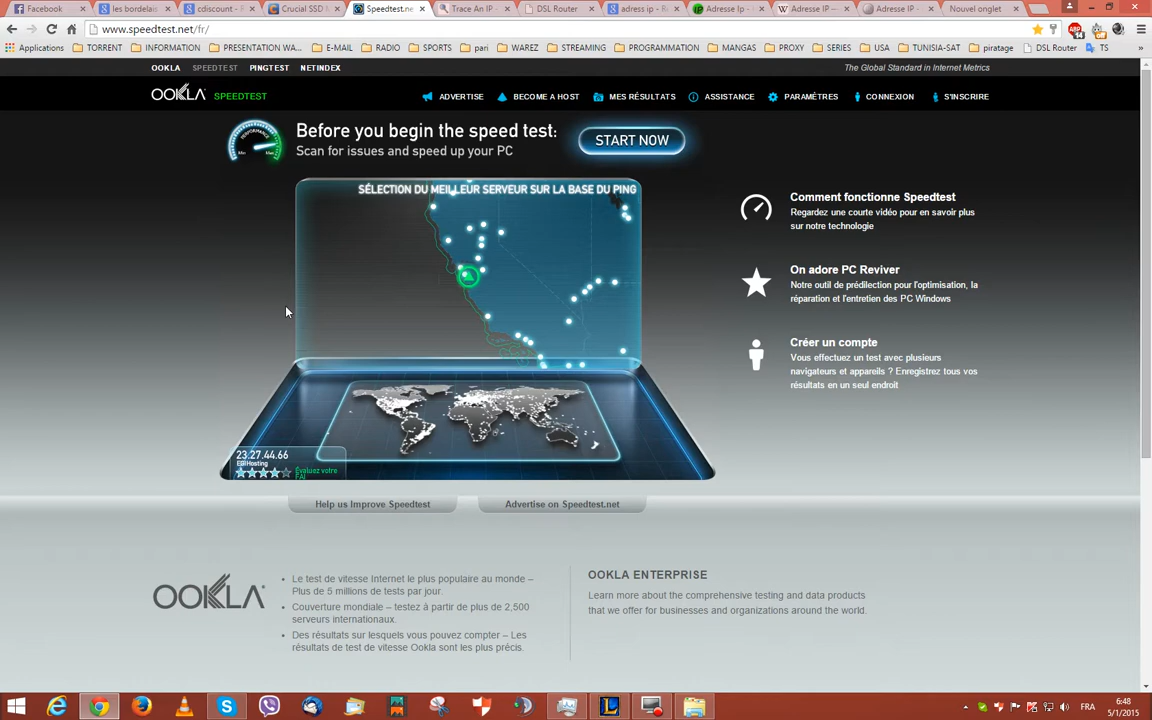 Facebook
les bordelais
cdiscount -
Crucial SSD M
Speedtest.ne
Trace An IP -
DSL Router
adress ip - R
Adresse Ip -
Adresse IP —
Adresse IP -
Nouvel onglet
www.speedtest.net/fr/
Applications TORRENT INFORMATION PRESENTATION WA... E-MAIL RADIO SPORTS pari WAREZ STREAMING PROGRAMMATION MANGAS PROXY SERIES USA TUNISIA-SAT piratage DSL Router TS »
OOKLA SPEEDTEST PINGTEST NETINDEX
The Global Standard in Internet Metrics
OOKLA SPEEDTEST
ADVERTISE BECOME A HOST MES RÉSULTATS ASSISTANCE PARAMÈTRES CONNEXION S'INSCRIRE
PERFORMANCE
Before you begin the speed test:
Scan for issues and speed up your PC
START NOW
SÉLECTION DU MEILLEUR SERVEUR SUR LA BASE DU PING
Comment fonctionne Speedtest
Regardez une courte vidéo pour en savoir plus
sur notre technologie
On adore PC Reviver
Notre outil de prédilection pour l'optimisation, la
réparation et l'entretien des PC Windows
Créer un compte
Vous effectuez un test avec plusieurs
navigateurs et appareils ? Enregistrez tous vos
résultats en un seul endroit
23.27.44.66
EGIHosting
Évaluez votre
FAI
Help us Improve Speedtest
Advertise on Speedtest.net
OOKLA
Le test de vitesse Internet le plus populaire au monde –
Plus de 5 millions de tests par jour.
Couverture mondiale – testez à partir de plus de 2,500
serveurs internationaux.
Des résultats sur lesquels vous pouvez compter – Les
résultats de test de vitesse Ookla sont les plus précis.
OOKLA ENTERPRISE
Learn more about the comprehensive testing and data products
that we offer for businesses and organizations around the world.
FRA
6:48
5/1/2015